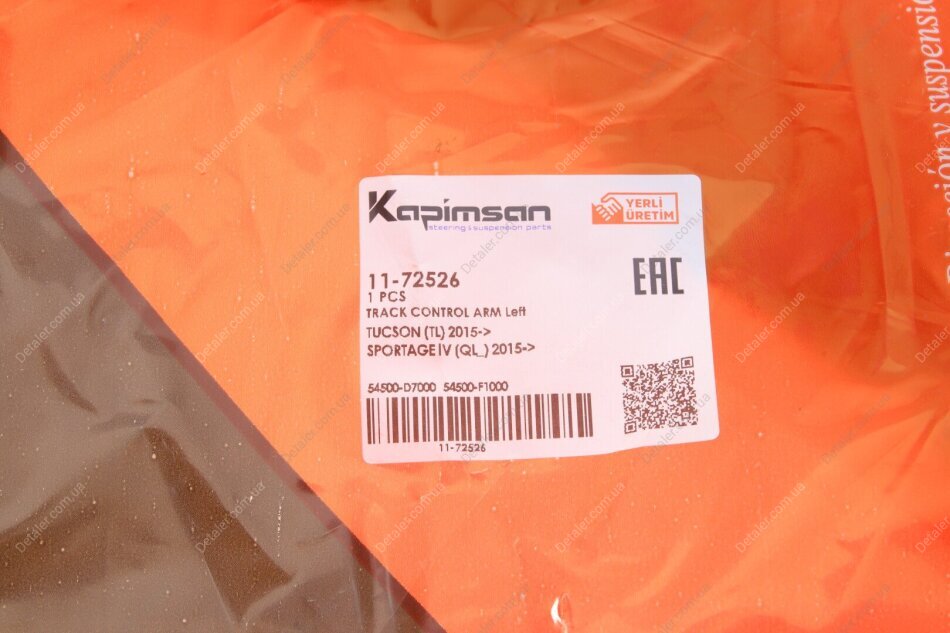 Kapimsan
steering & suspension parts
YERLİ
ÜRETİM
11-72526
EAC
1 PCS
TRACK CONTROL ARM Left
TUCSON (TL) 2015->
SPORTAGE IV (QL_) 2015->
54500-D7000 54500-F1000
11-72526
Detaler.com.ua